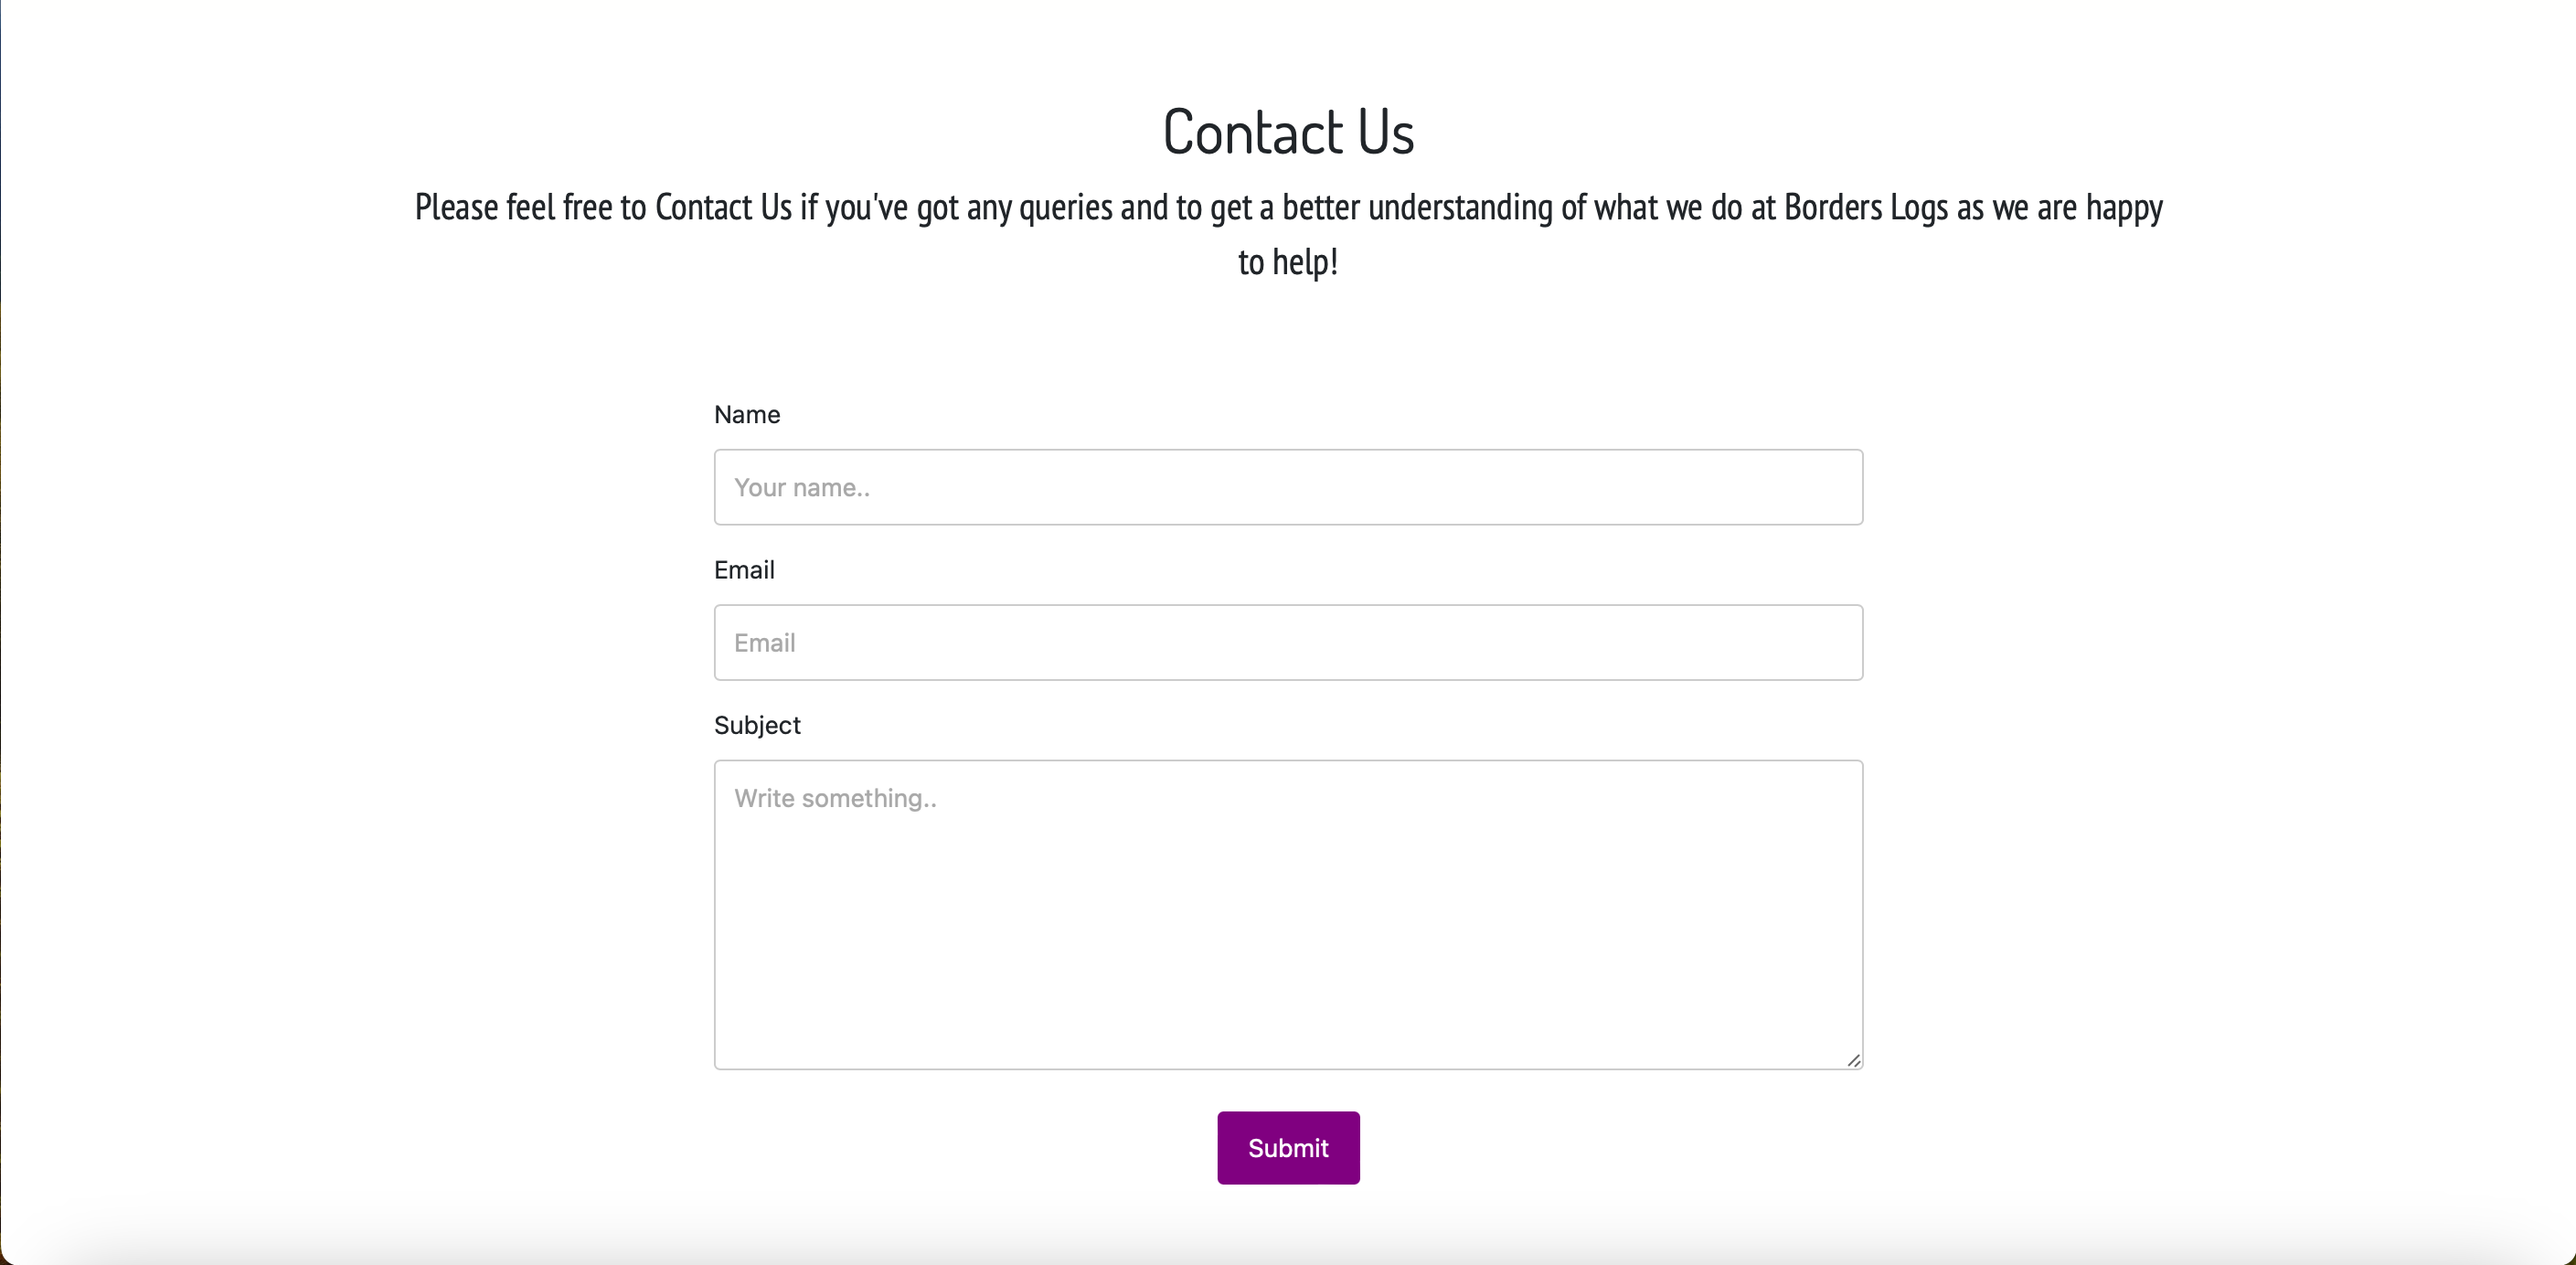 Contact Us
Please feel free to Contact Us if you've got any queries and to get a better understanding of what we do at Borders Logs as we are happy
to help!
Name
Your name..
Email
Email
Subject
Write something..
Submit